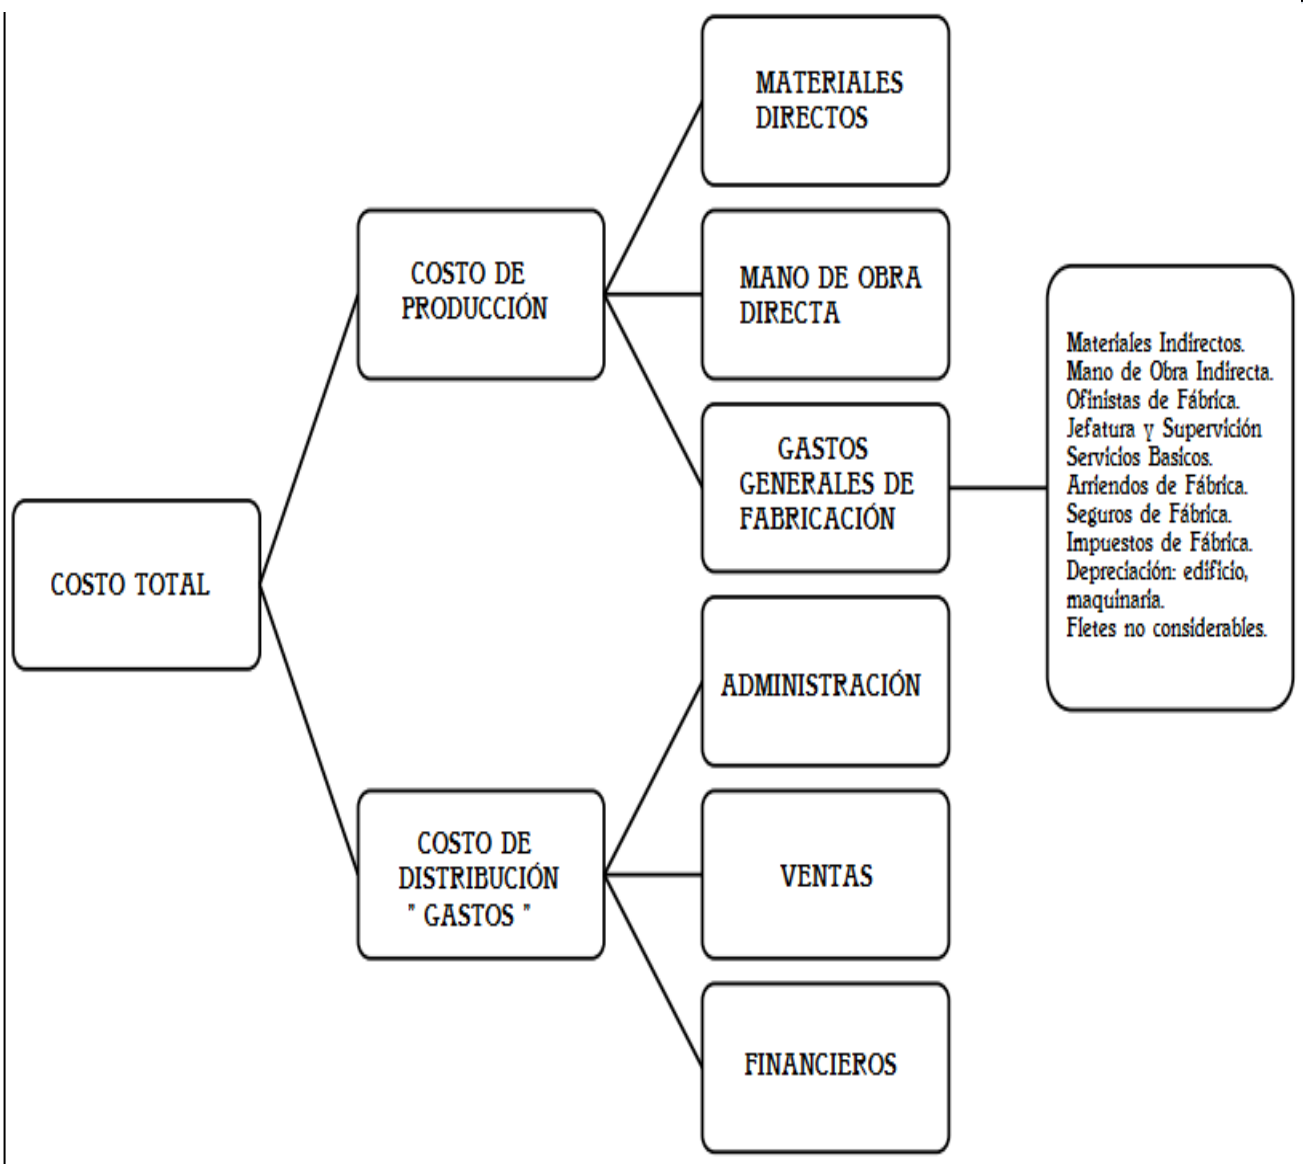 COSTO TOTAL
COSTO DE
PRODUCCIÓN
MATERIALES
DIRECTOS
MANO DE OBRA
DIRECTA
GASTOS
GENERALES DE
FABRICACIÓN
Materiales Indirectos.
Mano de Obra Indirecta.
Ofinistas de Fábrica.
Jefatura y Supervición
Servicios Basicos.
Arriendos de Fábrica.
Seguros de Fábrica.
Impuestos de Fábrica.
Depreciación: edificio,
maquinaria.
Fletes no considerables.
COSTO DE
DISTRIBUCIÓN
" GASTOS "
ADMINISTRACIÓN
VENTAS
FINANCIEROS